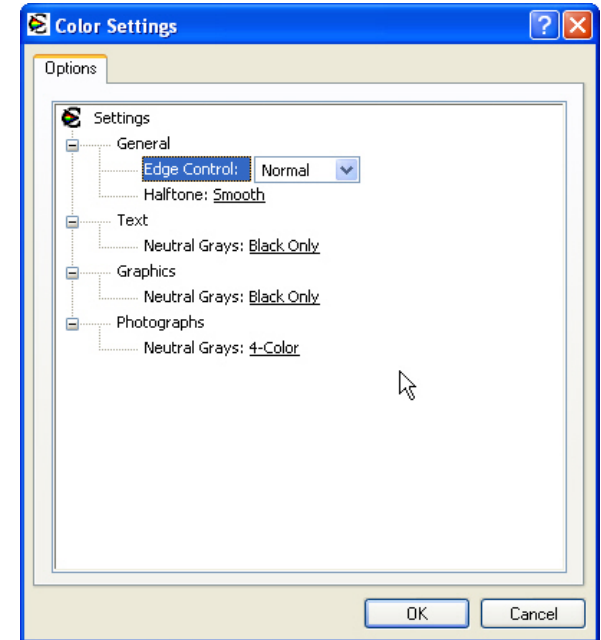 Color Settings
Options
Settings
General
Edge Control: Normal
Halftone: Smooth
Text
Neutral Grays: Black Only
Graphics
Neutral Grays: Black Only
Photographs
Neutral Grays: 4-Color
OK Cancel